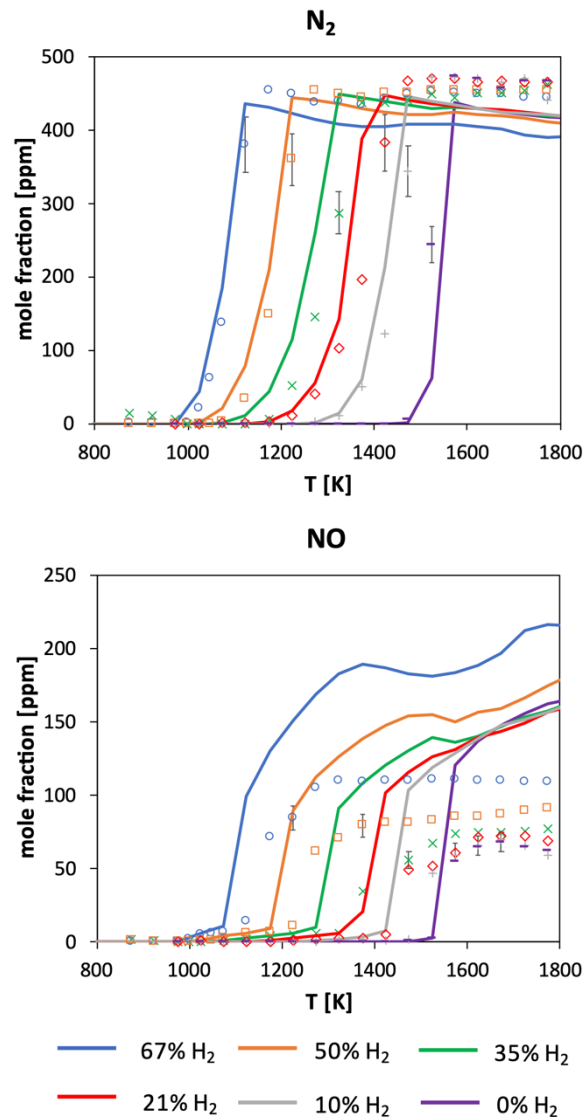 N₂
500
400
300
200
100
0
mole fraction [ppm]
800 1000 1200 1400 1600 1800
T [K]
NO
250
200
150
100
50
0
mole fraction [ppm]
800 1000 1200 1400 1600 1800
T [K]
67% H₂ 50% H₂ 35% H₂
21% H₂ 10% H₂ 0% H₂